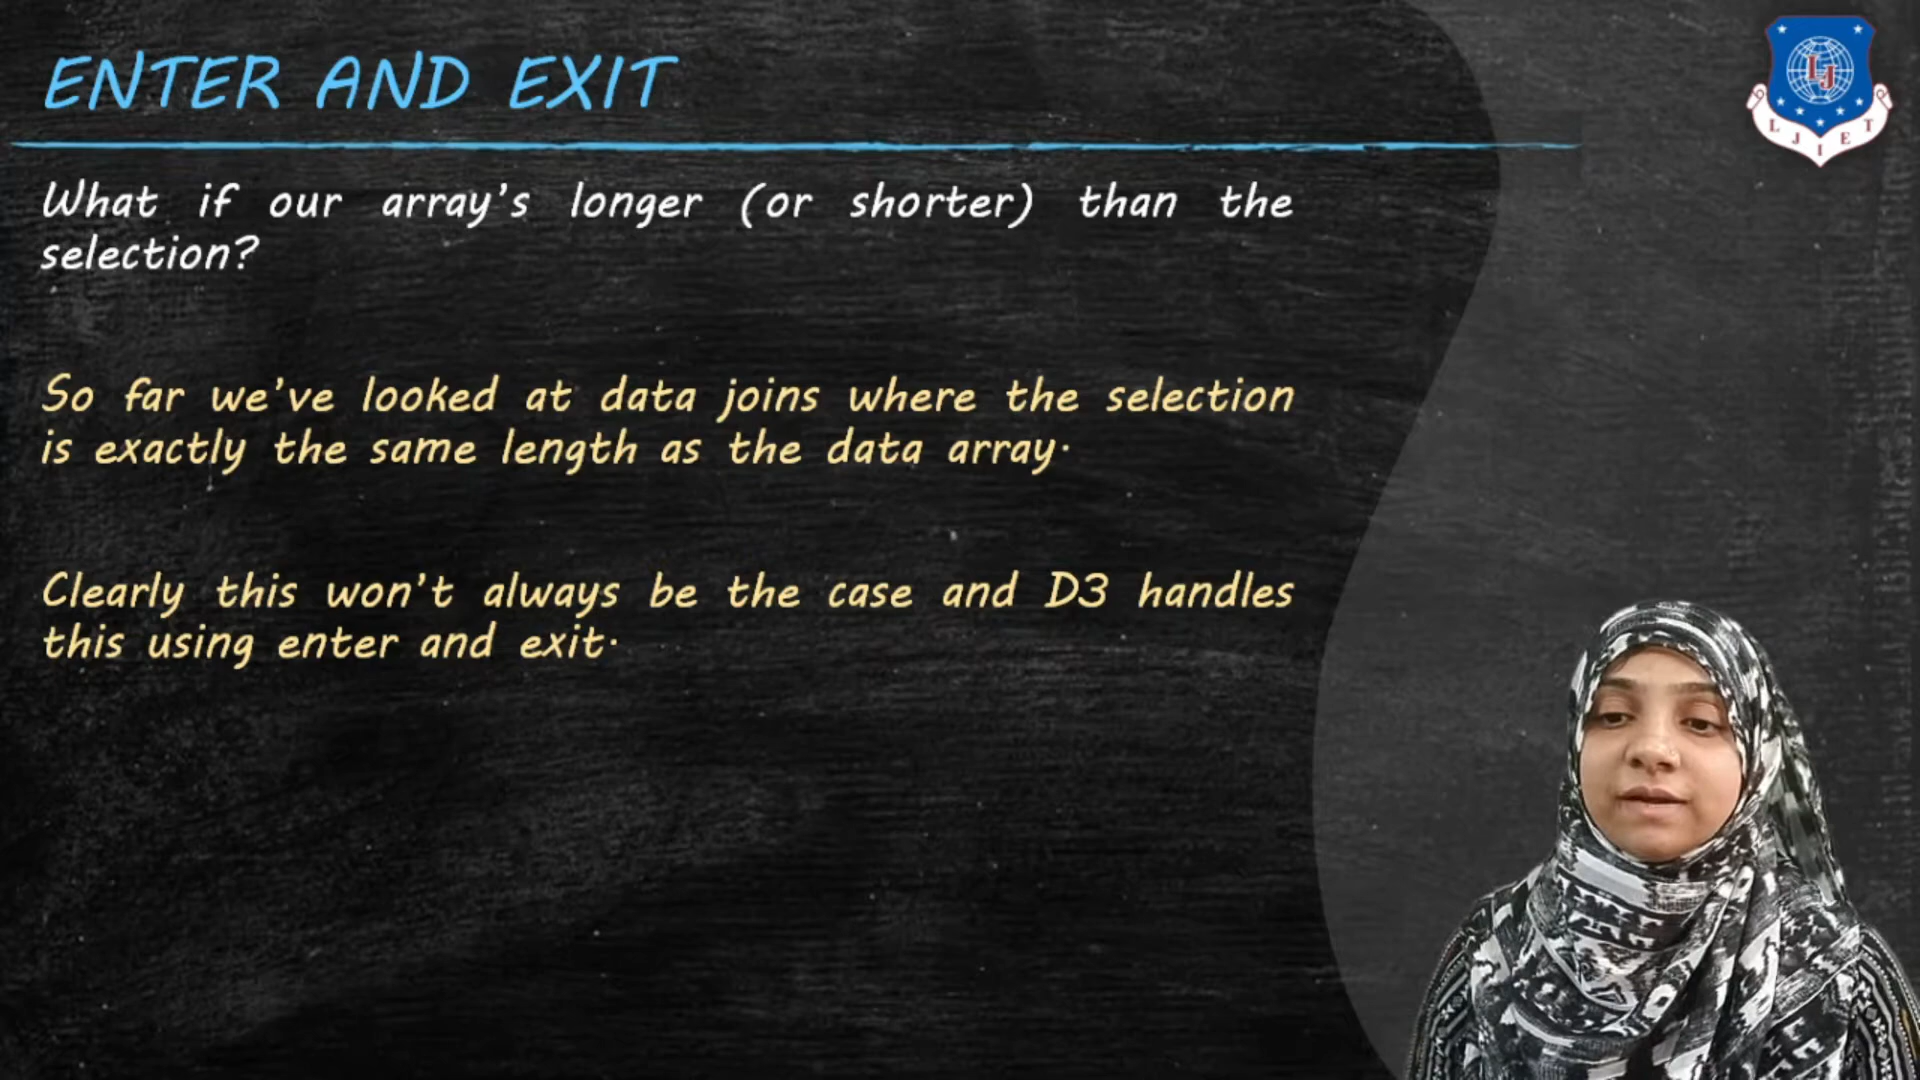 ENTER AND EXIT
What if our array's longer (or shorter) than the
selection?
So far we've looked at data joins where the selection
is exactly the same length as the data array.
Clearly this won't always be the case and D3 handles
this using enter and exit.
LJ
L J I E T